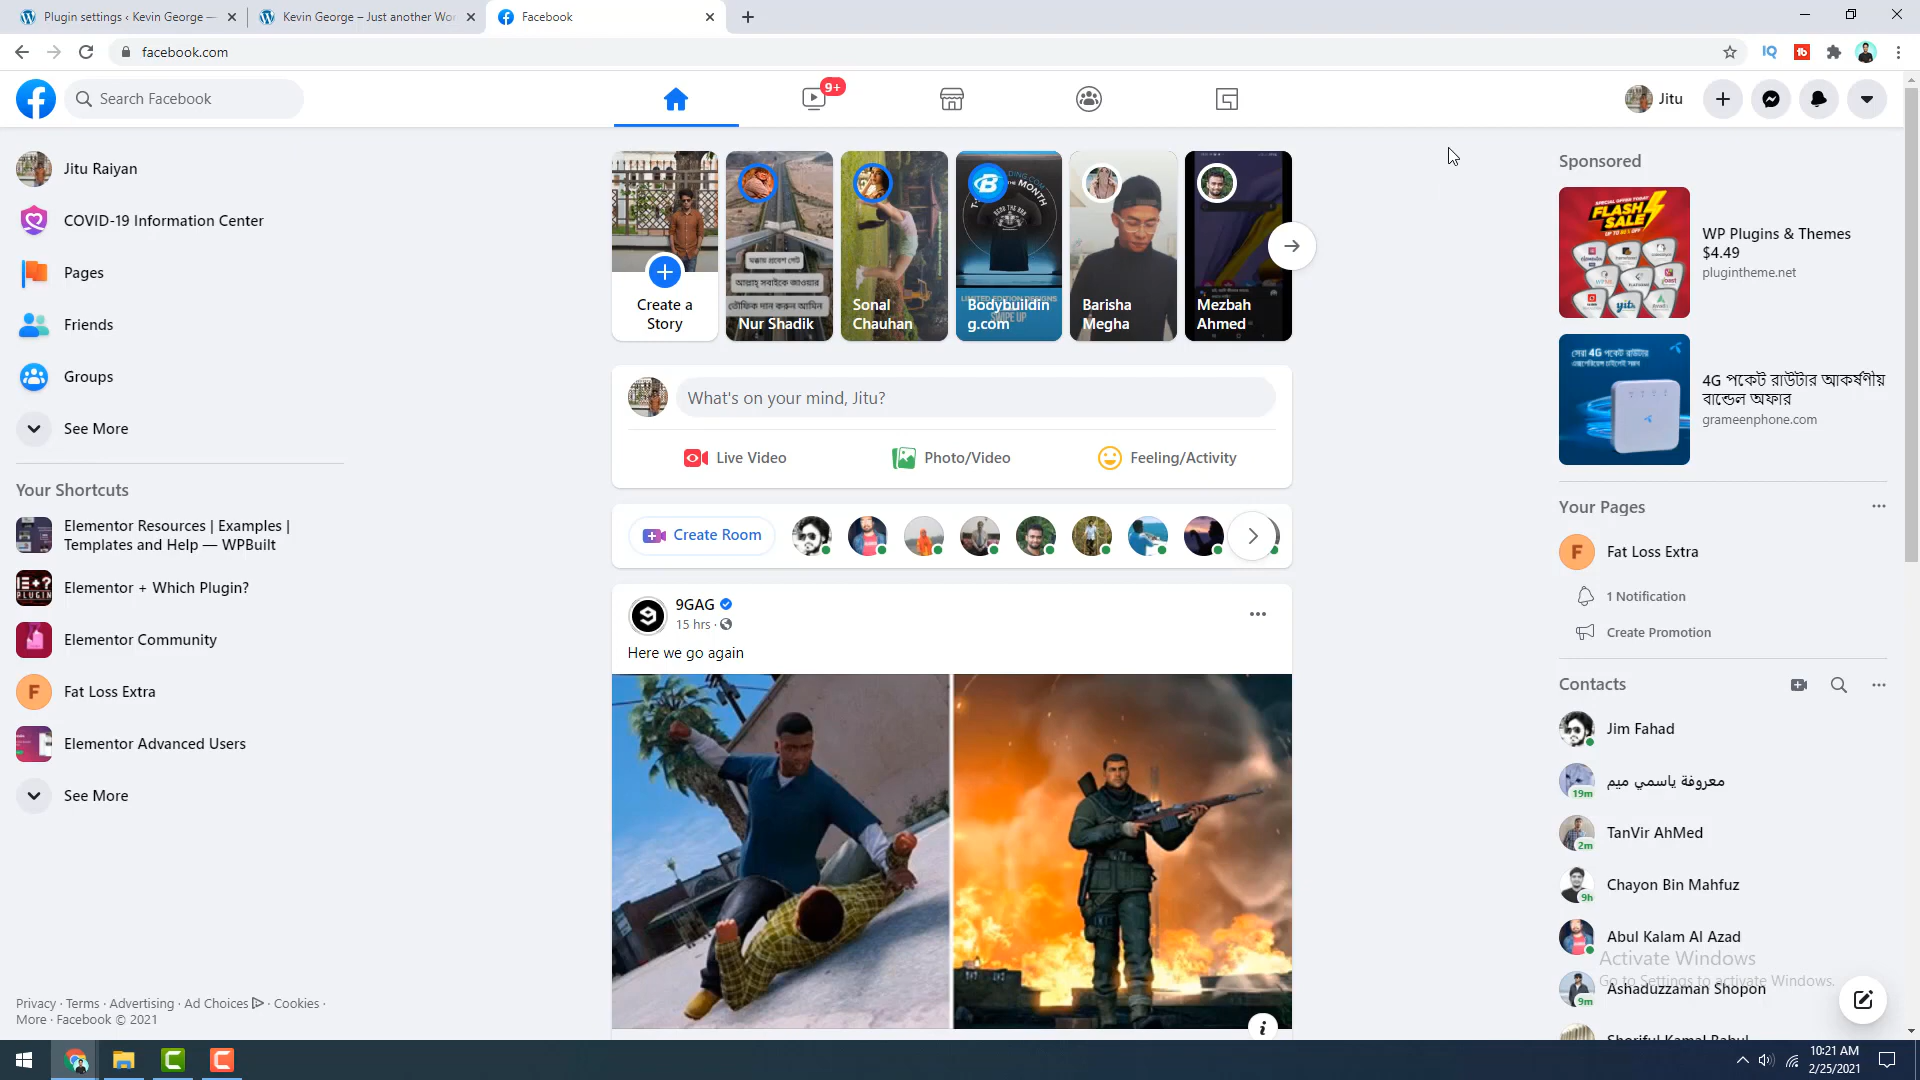 Plugin settings ‹ Kevin George —
Kevin George – Just another Wor
Facebook
facebook.com
Search Facebook
9+
Jitu
Jitu Raiyan
COVID-19 Information Center
Pages
Friends
Groups
See More
Your Shortcuts
Elementor Resources | Examples |
Templates and Help — WPBuilt
Elementor + Which Plugin?
Elementor Community
Fat Loss Extra
Elementor Advanced Users
See More
Privacy · Terms · Advertising · Ad Choices · Cookies ·
More · Facebook © 2021
Create a
Story
Nur Shadik
Sonal
Chauhan
Bodybuildin
g.com
Barisha
Megha
Mezbah
Ahmed
What's on your mind, Jitu?
Live Video
Photo/Video
Feeling/Activity
Create Room
9GAG
15 hrs ·
Here we go again
Sponsored
FLASH
SALE
WP Plugins & Themes
$4.49
plugintheme.net
4G পকেট রাউটার আকর্ষণীয়
বান্ডেল অফার
grameenphone.com
Your Pages
F
Fat Loss Extra
1 Notification
Create Promotion
Contacts
Jim Fahad
معروفة ياسمي ميم
19m
TanVir AhMed
2m
Chayon Bin Mahfuz
9h
Abul Kalam Al Azad
Activate Windows
Go to Settings to activate Windows.
Ashaduzzaman Shopon
9m
10:21 AM
2/25/2021